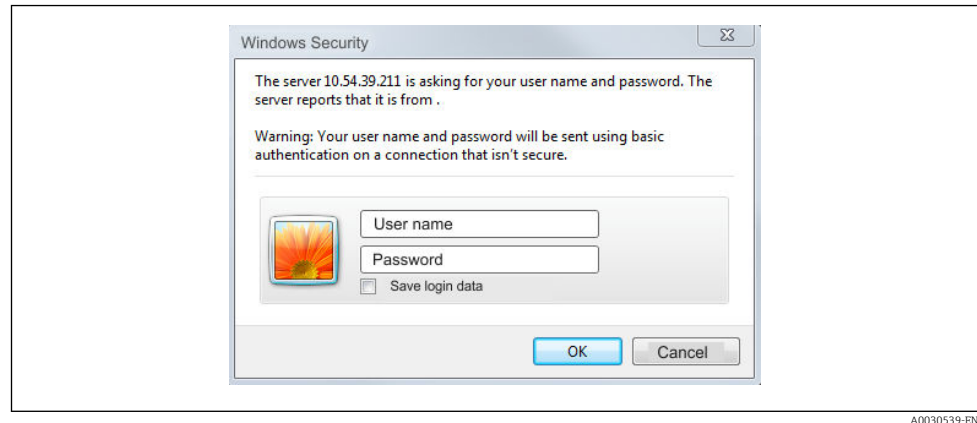 Windows Security
The server 10.54.39.211 is asking for your user name and password. The
server reports that it is from .
Warning: Your user name and password will be sent using basic
authentication on a connection that isn't secure.
User name
Password
Save login data
OK
Cancel
A0030539-EN